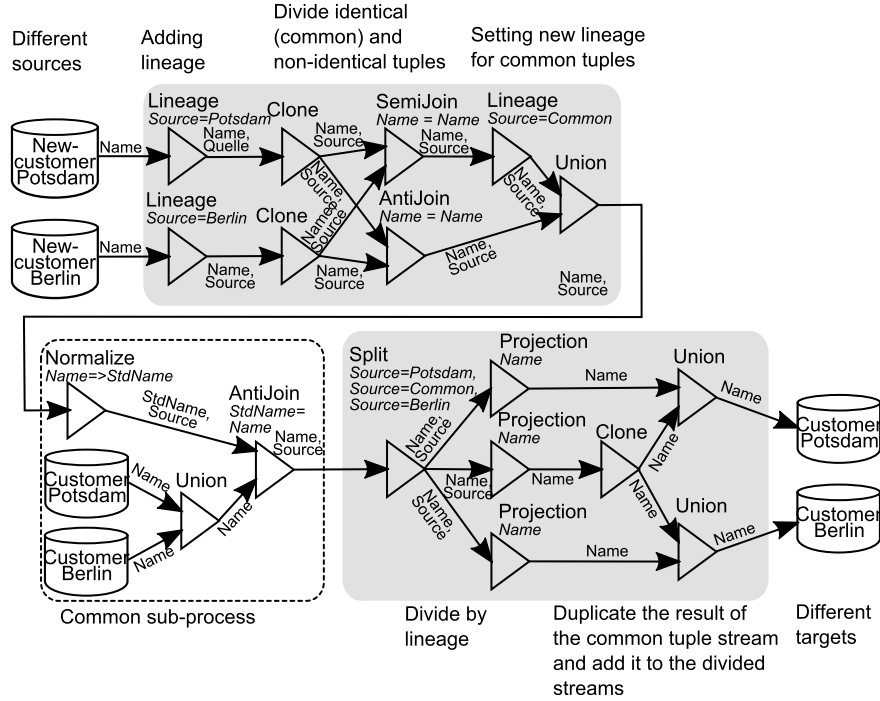 Different
sources
Adding
lineage
Divide identical
(common) and
non-identical tuples
Setting new lineage
for common tuples
Lineage
Source=Potsdam
Clone
SemiJoin
Name = Name
Lineage
Source=Common
New-
customer
Potsdam
Name
Name,
Quelle
Name,
Source
Name,
Source
Union
Name,
Source
Name,
Source
Name,
Source
Lineage
Source=Berlin
Clone
AntiJoin
Name = Name
New-
customer
Berlin
Name
Name,
Source
Name,
Source
Name,
Source
Name,
Source
Normalize
Name=>StdName
StdName,
Source
AntiJoin
StdName=
Name
Name,
Source
Customer
Potsdam
Name
Union
Name
Customer
Berlin
Name
Common sub-process
Split
Source=Potsdam,
Source=Common,
Source=Berlin
Name,
Source
Name,
Source
Name,
Source
Projection
Name
Name
Union
Name
Customer
Potsdam
Projection
Name
Name
Clone
Name
Name
Projection
Name
Name
Union
Name
Customer
Berlin
Divide by
lineage
Duplicate the result of
the common tuple stream
and add it to the divided
streams
Different
targets